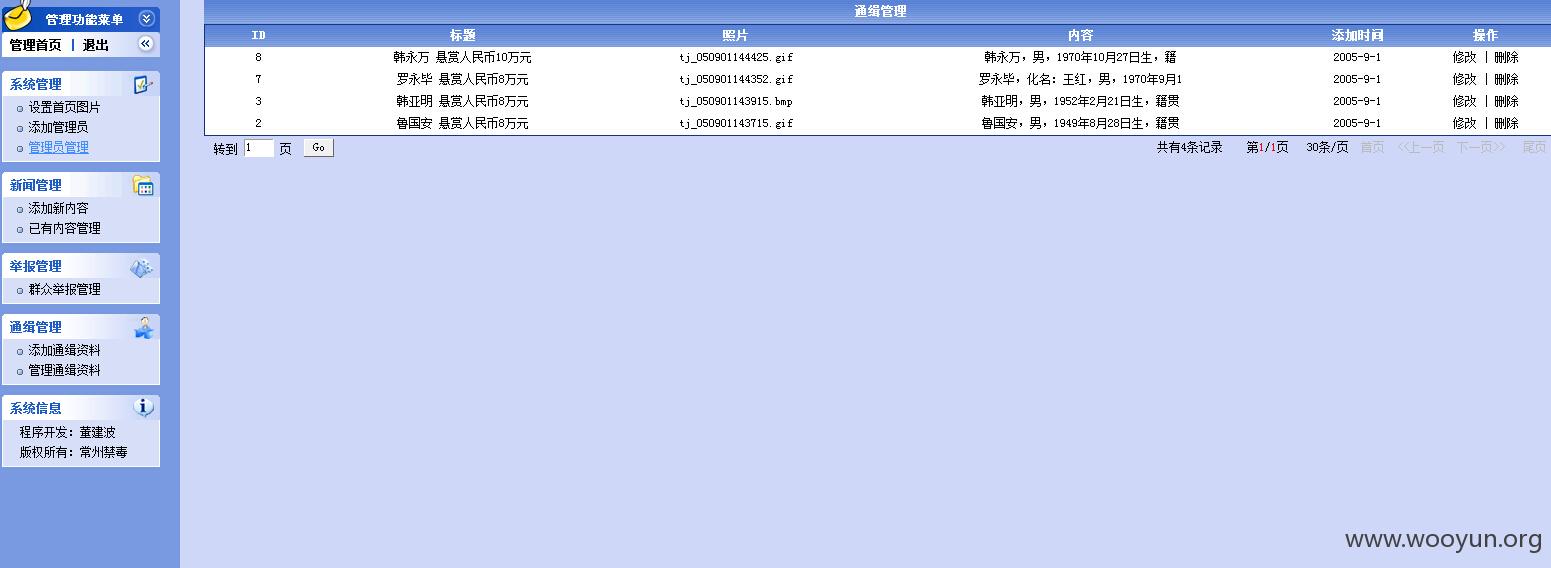 管理功能菜单
管理首页 | 退出
系统管理
设置首页图片
添加管理员
管理员管理
新闻管理
添加新内容
已有内容管理
举报管理
群众举报管理
通缉管理
添加通缉资料
管理通缉资料
系统信息
程序开发：董建波
版权所有：常州禁毒
通缉管理
ID 标题 照片 内容 添加时间 操作
8 韩永万 悬赏人民币10万元 tj_050901144425.gif 韩永万，男，1970年10月27日生，籍 2005-9-1 修改 | 删除
7 罗永毕 悬赏人民币8万元 tj_050901144352.gif 罗永毕，化名：王红，男，1970年9月1 2005-9-1 修改 | 删除
3 韩亚明 悬赏人民币8万元 tj_050901143915.bmp 韩亚明，男，1952年2月21日生，籍贯 2005-9-1 修改 | 删除
2 鲁国安 悬赏人民币8万元 tj_050901143715.gif 鲁国安，男，1949年8月28日生，籍贯 2005-9-1 修改 | 删除
转到 1 页 Go 共有4条记录 第1/1页 30条/页 首页 <<上一页 下一页>> 尾页
www.wooyun.org